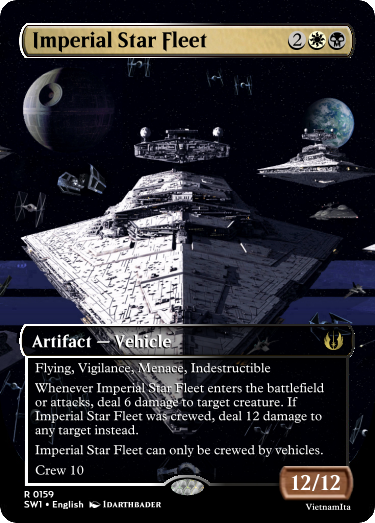 Imperial Star Fleet 2
Artifact — Vehicle
Flying, Vigilance, Menace, Indestructible
Whenever Imperial Star Fleet enters the battlefield
or attacks, deal 6 damage to target creature. If
Imperial Star Fleet was crewed, deal 12 damage to
any target instead.
Imperial Star Fleet can only be crewed by vehicles.
Crew 10
12/12
R 0159
SW1 • English 1DARTHBADER
VietnamIta